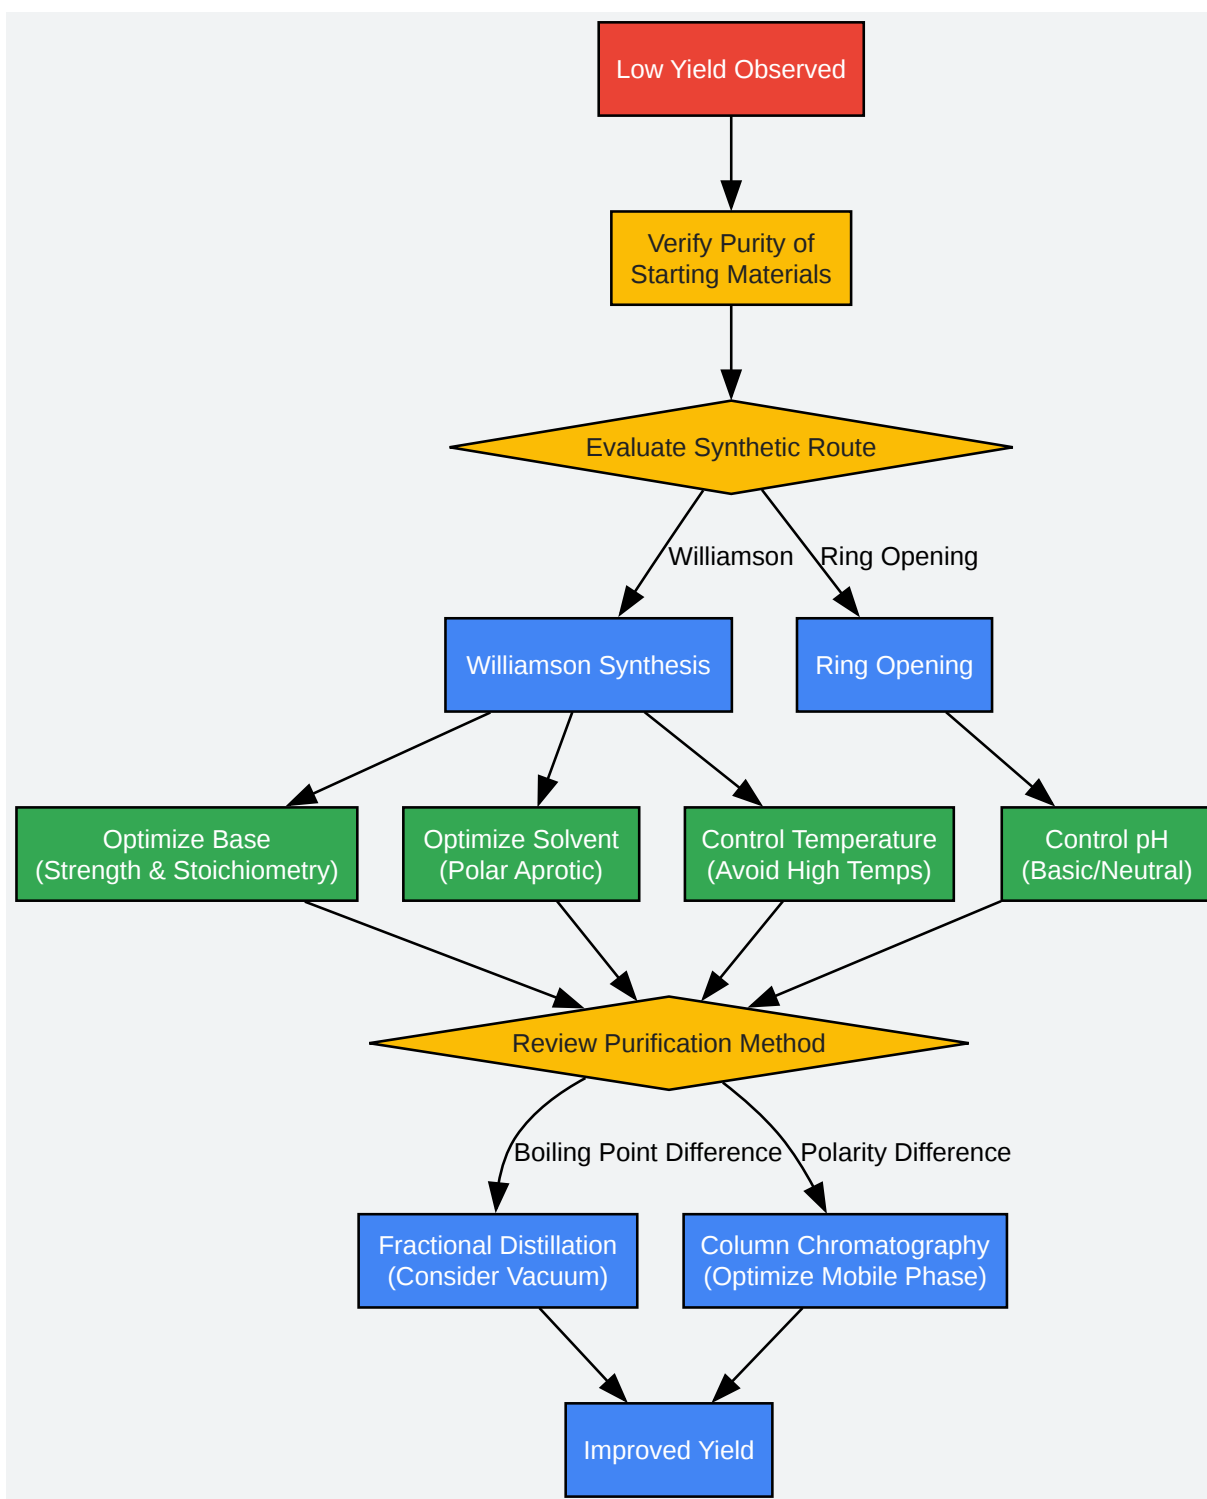 Low Yield Observed
Verify Purity of
Starting Materials
Evaluate Synthetic Route
Williamson
Ring Opening
Williamson Synthesis
Ring Opening
Optimize Base
(Strength & Stoichiometry)
Optimize Solvent
(Polar Aprotic)
Control Temperature
(Avoid High Temps)
Control pH
(Basic/Neutral)
Review Purification Method
Boiling Point Difference
Polarity Difference
Fractional Distillation
(Consider Vacuum)
Column Chromatography
(Optimize Mobile Phase)
Improved Yield